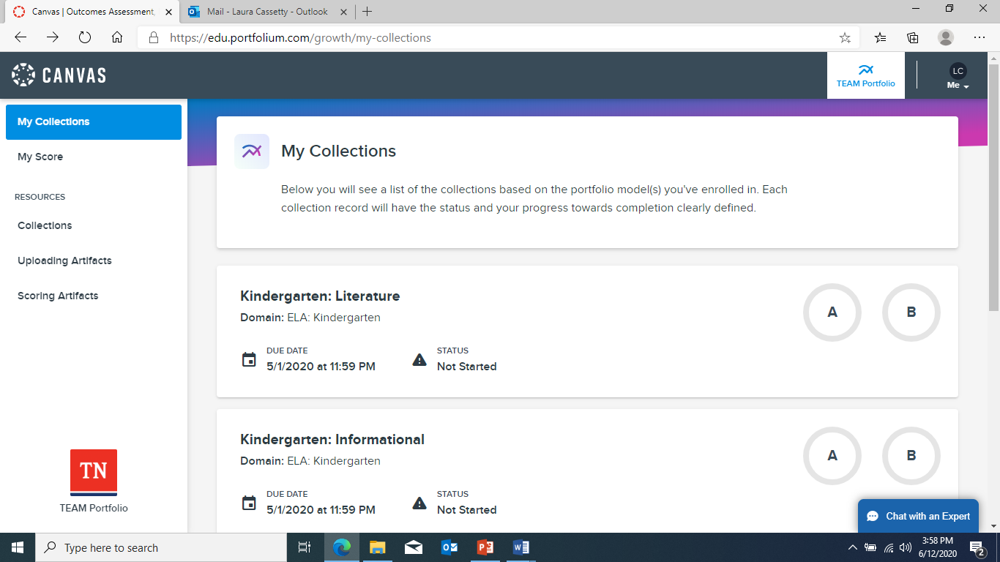 Canvas | Outcomes Assessment,
Mail - Laura Cassetty - Outlook
https://edu.portfolium.com/growth/my-collections
CANVAS
TEAM Portfolio
LC
Me
My Collections
My Score
RESOURCES
Collections
Uploading Artifacts
Scoring Artifacts
TN
TEAM Portfolio
My Collections
Below you will see a list of the collections based on the portfolio model(s) you've enrolled in. Each
collection record will have the status and your progress towards completion clearly defined.
Kindergarten: Literature
Domain: ELA: Kindergarten
A B
DUE DATE STATUS
5/1/2020 at 11:59 PM Not Started
Kindergarten: Informational
Domain: ELA: Kindergarten
A B
DUE DATE STATUS
5/1/2020 at 11:59 PM Not Started
Chat with an Expert
Type here to search
3:58 PM
6/12/2020
2